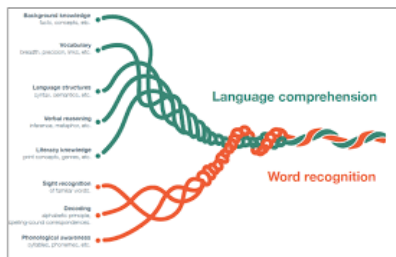 Background knowledge
facts, concepts, etc.
Vocabulary
breadth, precision, links, etc.
Language structures
syntax, semantics, etc.
Verbal reasoning
inference, metaphor, etc.
Literacy knowledge
print concepts, genres, etc.
Language comprehension
Sight recognition
of familiar words
Decoding
alphabetic principle,
spelling-sound correspondences
Phonological awareness
syllables, phonemes, etc.
Word recognition